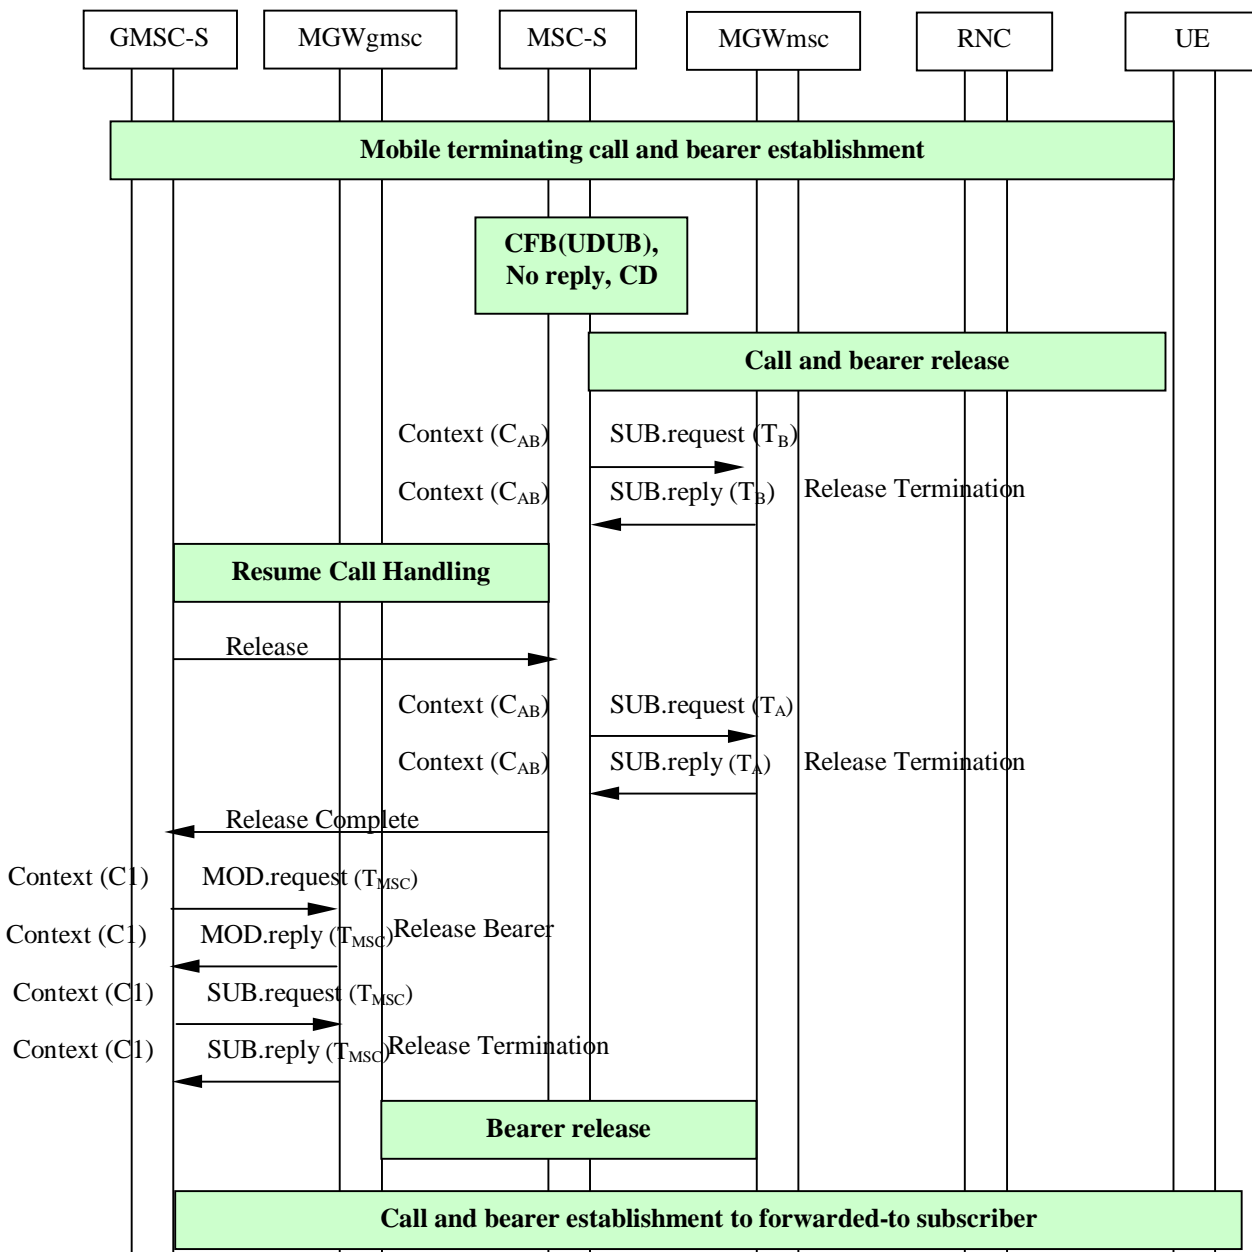 GMSC-S
MGWgmsc
MSC-S
MGWmsc
RNC
UE
Mobile terminating call and bearer establishment
CFB(UDUB),
No reply, CD
Call and bearer release
Context (CAB) SUB.request (TB)
Context (CAB) SUB.reply (TB) Release Termination
Resume Call Handling
Release
Context (CAB) SUB.request (TA)
Context (CAB) SUB.reply (TA) Release Termination
Release Complete
Context (C1) MOD.request (TMSC)
Context (C1) MOD.reply (TMSC) Release Bearer
Context (C1) SUB.request (TMSC)
Context (C1) SUB.reply (TMSC) Release Termination
Bearer release
Call and bearer establishment to forwarded-to subscriber